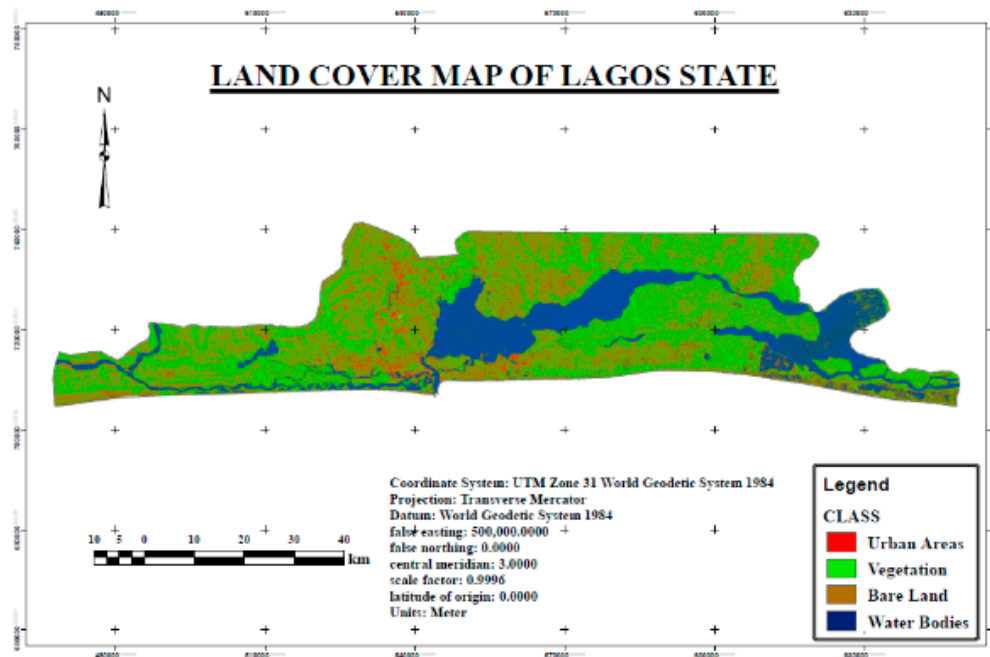 LAND COVER MAP OF LAGOS STATE
N
Coordinate System: UTM Zone 31 World Geodetic System 1984
Projection: Transverse Mercator
Datum: World Geodetic System 1984
false easting: 500,000.0000
false northing: 0.0000
central meridian: 3.0000
scale factor: 0.9996
latitude of origin: 0.0000
Units: Meter
10 5 0 10 20 30 40
km
Legend
CLASS
Urban Areas
Vegetation
Bare Land
Water Bodies